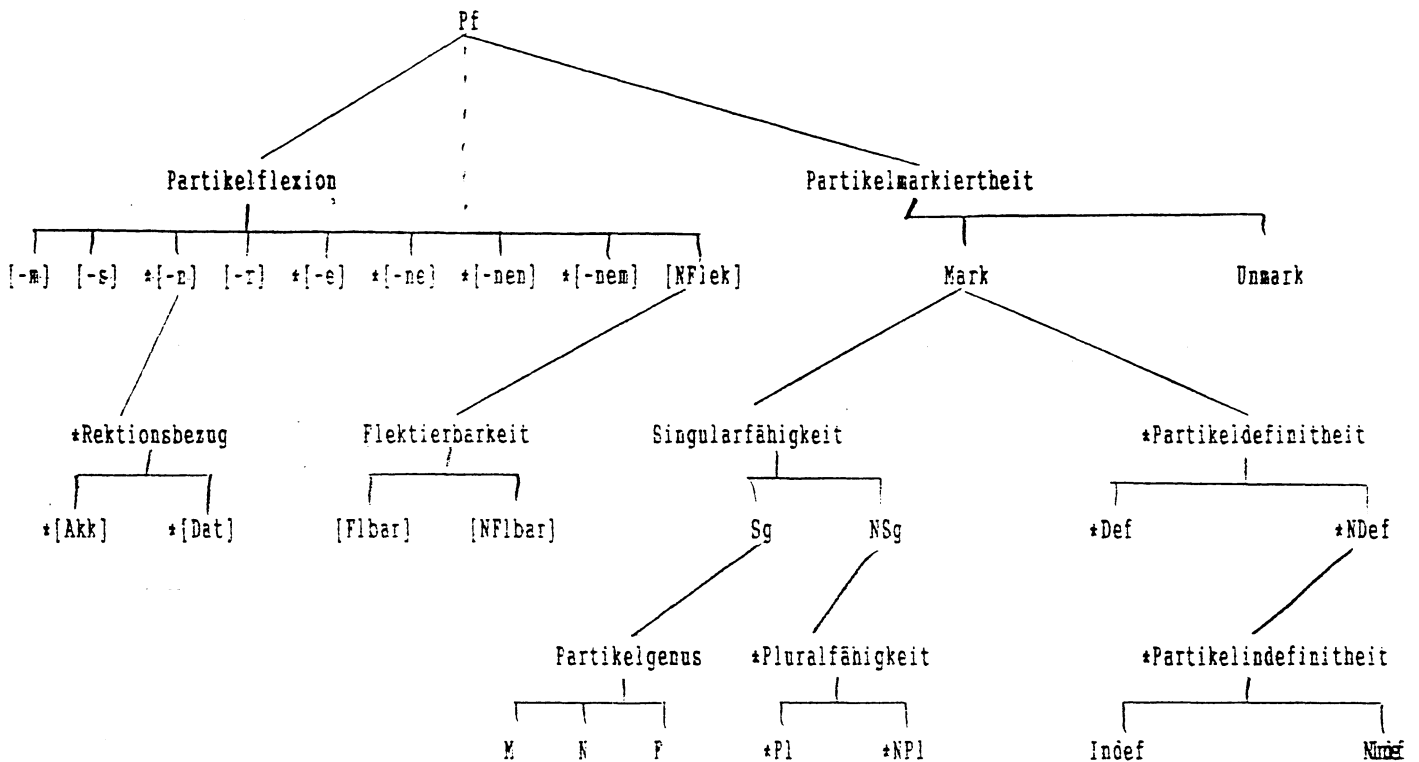 Pf
Partikelflexion Partikelmarkiertheit
[-m] [-s] *[-n] [-r] *[-e] *[-ne] *[-nen] *[-nem] [NFlek] Mark Unmark
*Rektionsbezug Flektierbarkeit Singularfähigkeit *Partikeldefinitheit
*[Akk] *[Dat] [Flbar] [NFlbar] Sg NSg *Def *NDef
Partikelgenus *Pluralfähigkeit *Partikelindefinitheit
M N F *Pl *NPl Indef